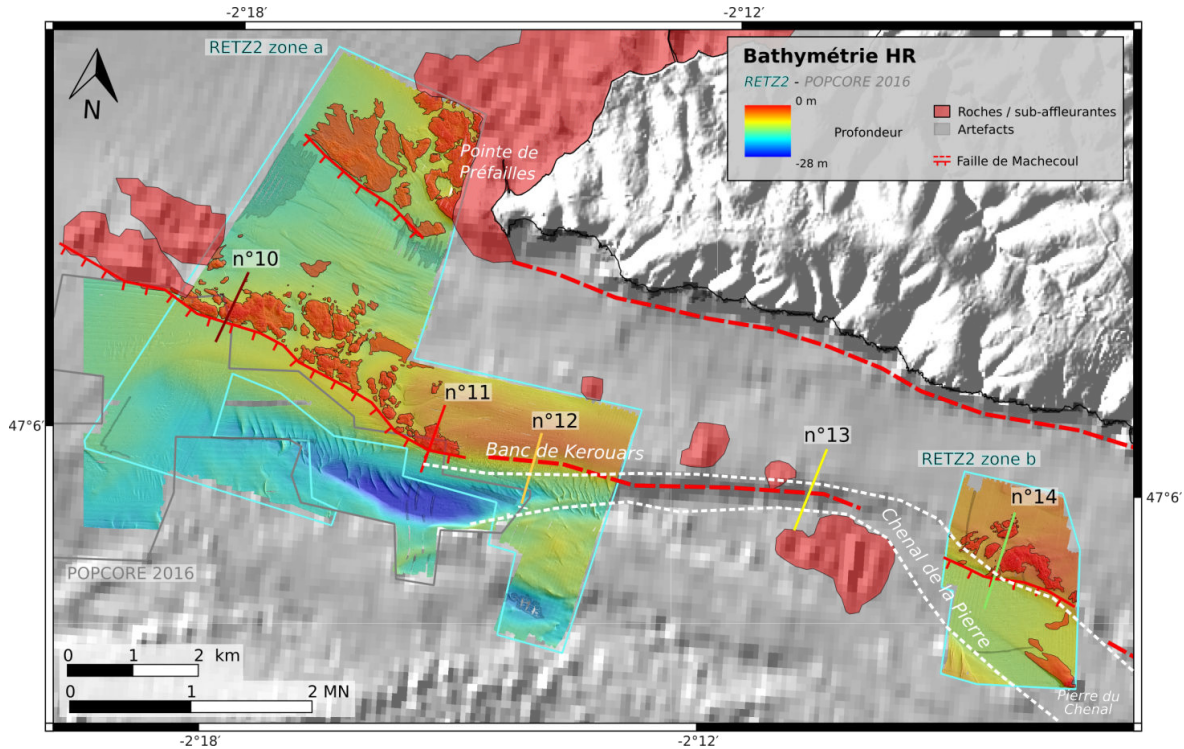 -2°18'
-2°12'
RETZ2 zone a
N
Bathymétrie HR
RETZ2 - POPCORE 2016
0 m
Profondeur
-28 m
Roches / sub-affleurantes
Artefacts
Faille de Machecoul
Pointe de
Préfailles
n°10
n°11
n°12
n°13
47°6'
Banc de Kerouars
RETZ2 zone b
n°14
47°6'
Chenal de la Pierre
POPCORE 2016
0 1 2 km
0 1 2 MN
Pierre du
Chenal
-2°18'
-2°12'